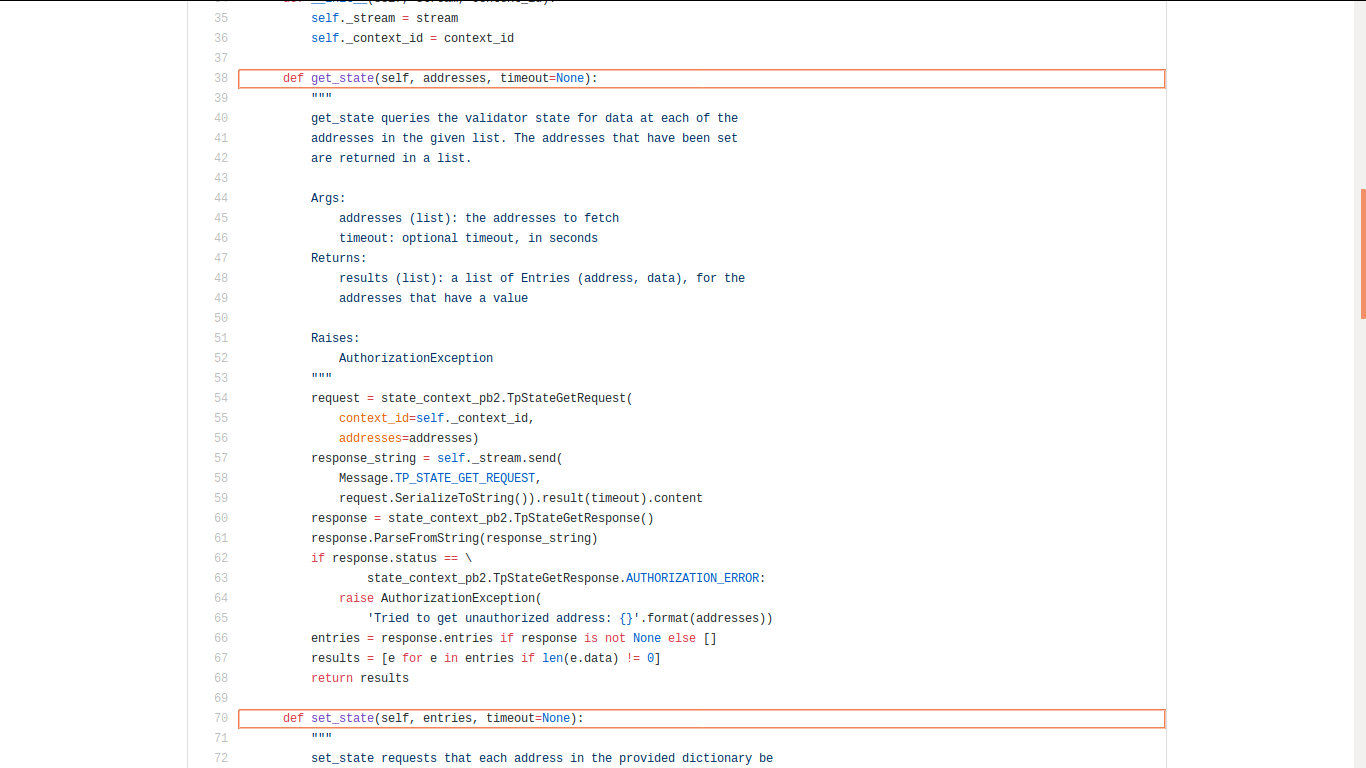 35 self._stream = stream
36 self._context_id = context_id
37
38 def get_state(self, addresses, timeout=None):
39 """
40 get_state queries the validator state for data at each of the
41 addresses in the given list. The addresses that have been set
42 are returned in a list.
43
44 Args:
45 addresses (list): the addresses to fetch
46 timeout: optional timeout, in seconds
47 Returns:
48 results (list): a list of Entries (address, data), for the
49 addresses that have a value
50
51 Raises:
52 AuthorizationException
53 """
54 request = state_context_pb2.TpStateGetRequest(
55 context_id=self._context_id,
56 addresses=addresses)
57 response_string = self._stream.send(
58 Message.TP_STATE_GET_REQUEST,
59 request.SerializeToString()).result(timeout).content
60 response = state_context_pb2.TpStateGetResponse()
61 response.ParseFromString(response_string)
62 if response.status == \
63 state_context_pb2.TpStateGetResponse.AUTHORIZATION_ERROR:
64 raise AuthorizationException(
65 'Tried to get unauthorized address: {}'.format(addresses))
66 entries = response.entries if response is not None else []
67 results = [e for e in entries if len(e.data) != 0]
68 return results
69
70 def set_state(self, entries, timeout=None):
71 """
72 set_state requests that each address in the provided dictionary be